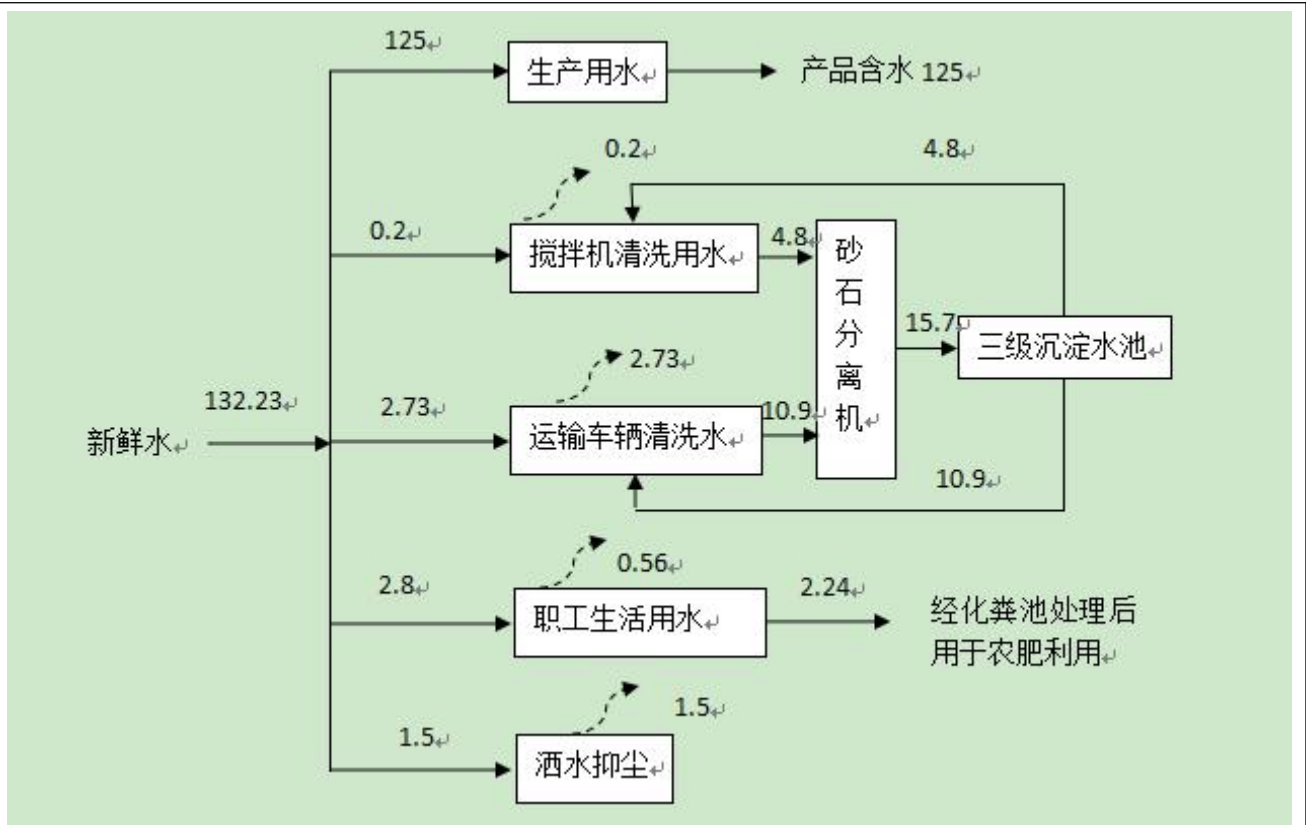 125
生产用水
产品含水 125
0.2
4.8
0.2
搅拌机清洗用水
4.8
砂
石
分
离
机
15.7
三级沉淀水池
2.73
132.23
2.73
新鲜水
运输车辆清洗水
10.9
10.9
0.56
2.8
职工生活用水
2.24
经化粪池处理后
用于农肥利用
1.5
1.5
洒水抑尘